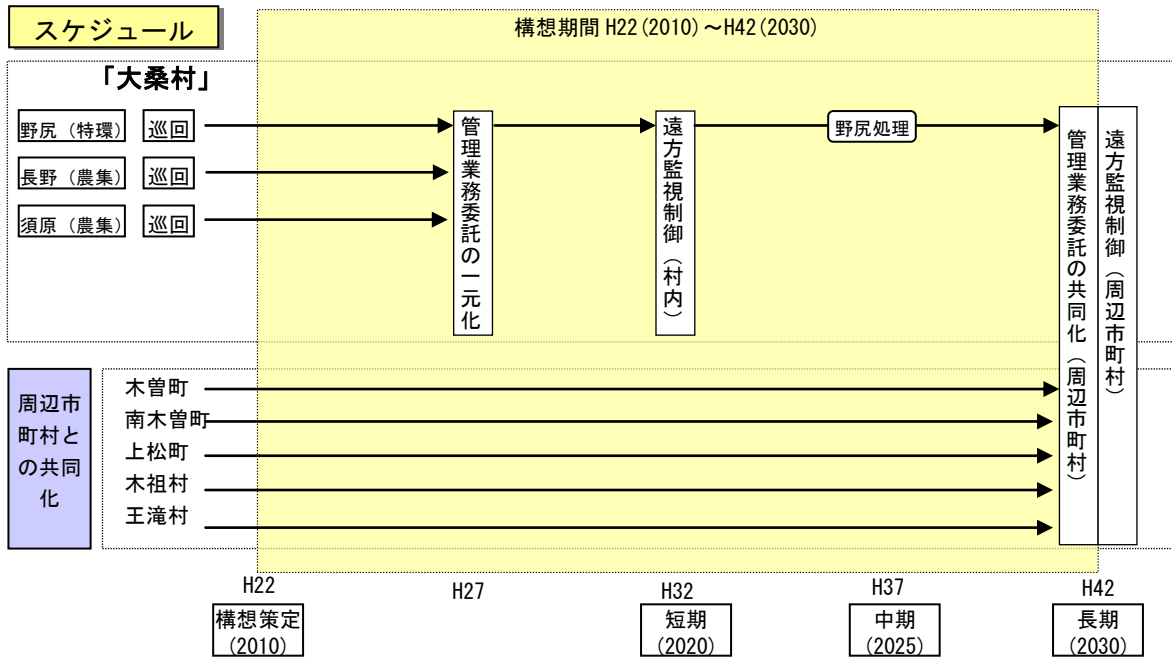 スケジュール
構想期間 H22(2010)～H42(2030)
「大桑村」
野尻（特環）
巡回
長野（農集）
巡回
須原（農集）
巡回
管理業務委託の一元化
遠方監視制御（村内）
野尻処理
管理業務委託の共同化（周辺市町村）
遠方監視制御（周辺市町村）
周辺市
町村と
の共同
化
木曽町
南木曽町
上松町
木祖村
王滝村
H22
H27
H32
H37
H42
構想策定
(2010)
短期
(2020)
中期
(2025)
長期
(2030)